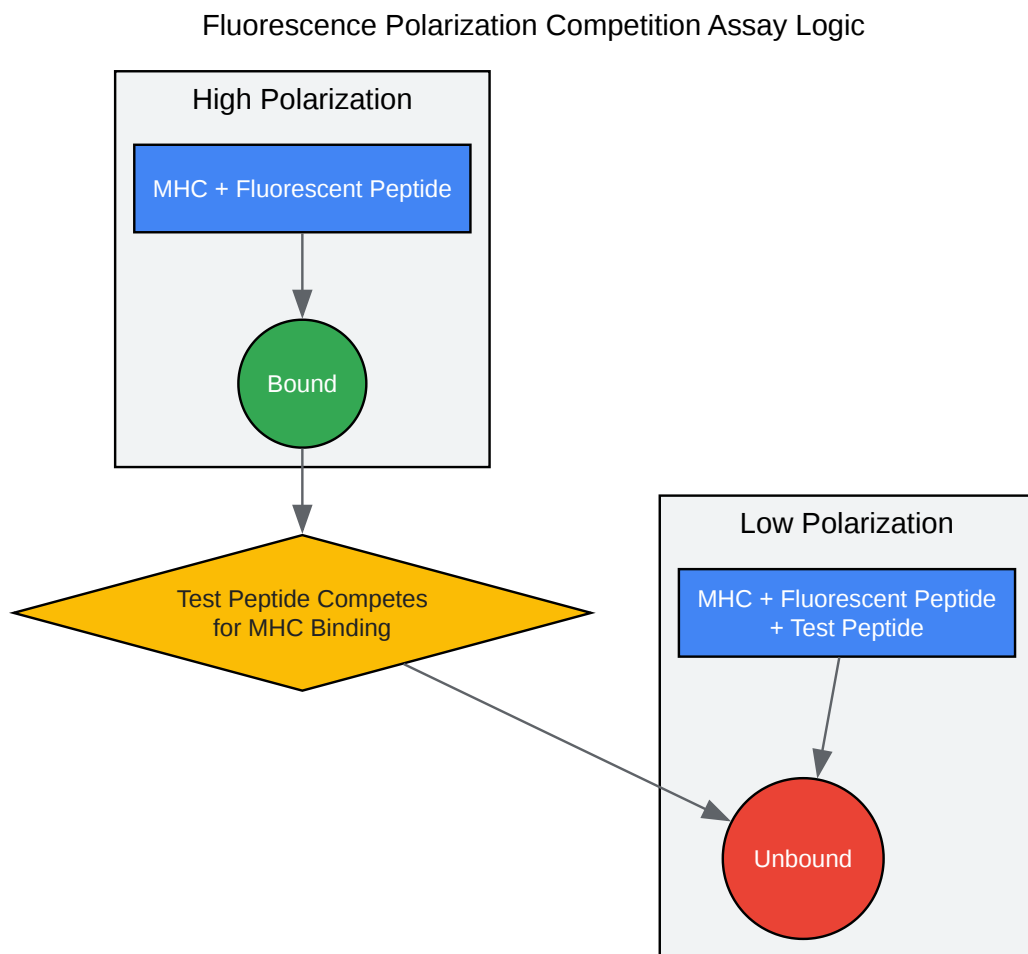 Fluorescence Polarization Competition Assay Logic
High Polarization
MHC + Fluorescent Peptide
Bound
Test Peptide Competes
for MHC Binding
Low Polarization
MHC + Fluorescent Peptide
+ Test Peptide
Unbound